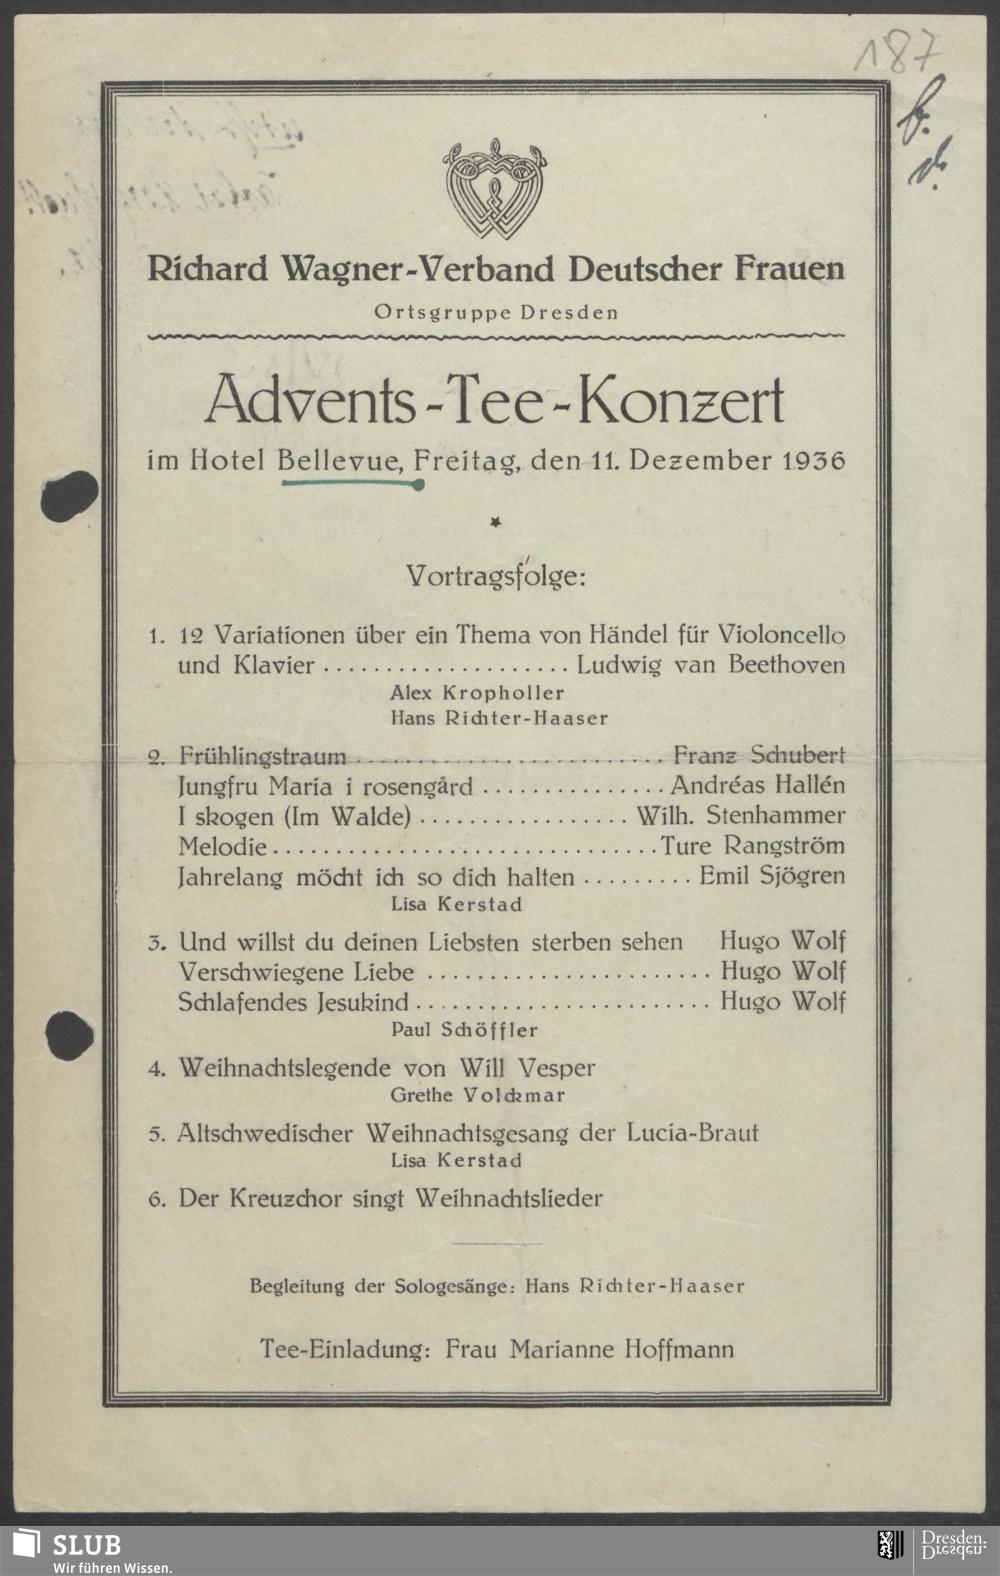 187
b.
d.
Richard Wagner-Verband Deutscher Frauen
Ortsgruppe Dresden
Advents-Tee-Konzert
im Hotel Bellevue, Freitag, den 11. Dezember 1936
Vortragsfolge:
1. 12 Variationen über ein Thema von Händel für Violoncello
und Klavier .................... Ludwig van Beethoven
Alex Kropholler
Hans Richter-Haaser
2. Frühlingstraum ......................... Franz Schubert
Jungfru Maria i rosengård ............... Andréas Hallén
I skogen (Im Walde) ................. Wilh. Stenhammer
Melodie ............................... Ture Rangström
Jahrelang möcht ich so dich halten ......... Emil Sjögren
Lisa Kerstad
3. Und willst du deinen Liebsten sterben sehen Hugo Wolf
Verschwiegene Liebe ....................... Hugo Wolf
Schlafendes Jesukind ........................ Hugo Wolf
Paul Schöffler
4. Weihnachtslegende von Will Vesper
Grethe Volckmar
5. Altschwedischer Weihnachtsgesang der Lucia-Braut
Lisa Kerstad
6. Der Kreuzchor singt Weihnachtslieder
Begleitung der Sologesänge: Hans Richter-Haaser
Tee-Einladung: Frau Marianne Hoffmann
SLUB
Wir führen Wissen.
Dresden.
Dresden.